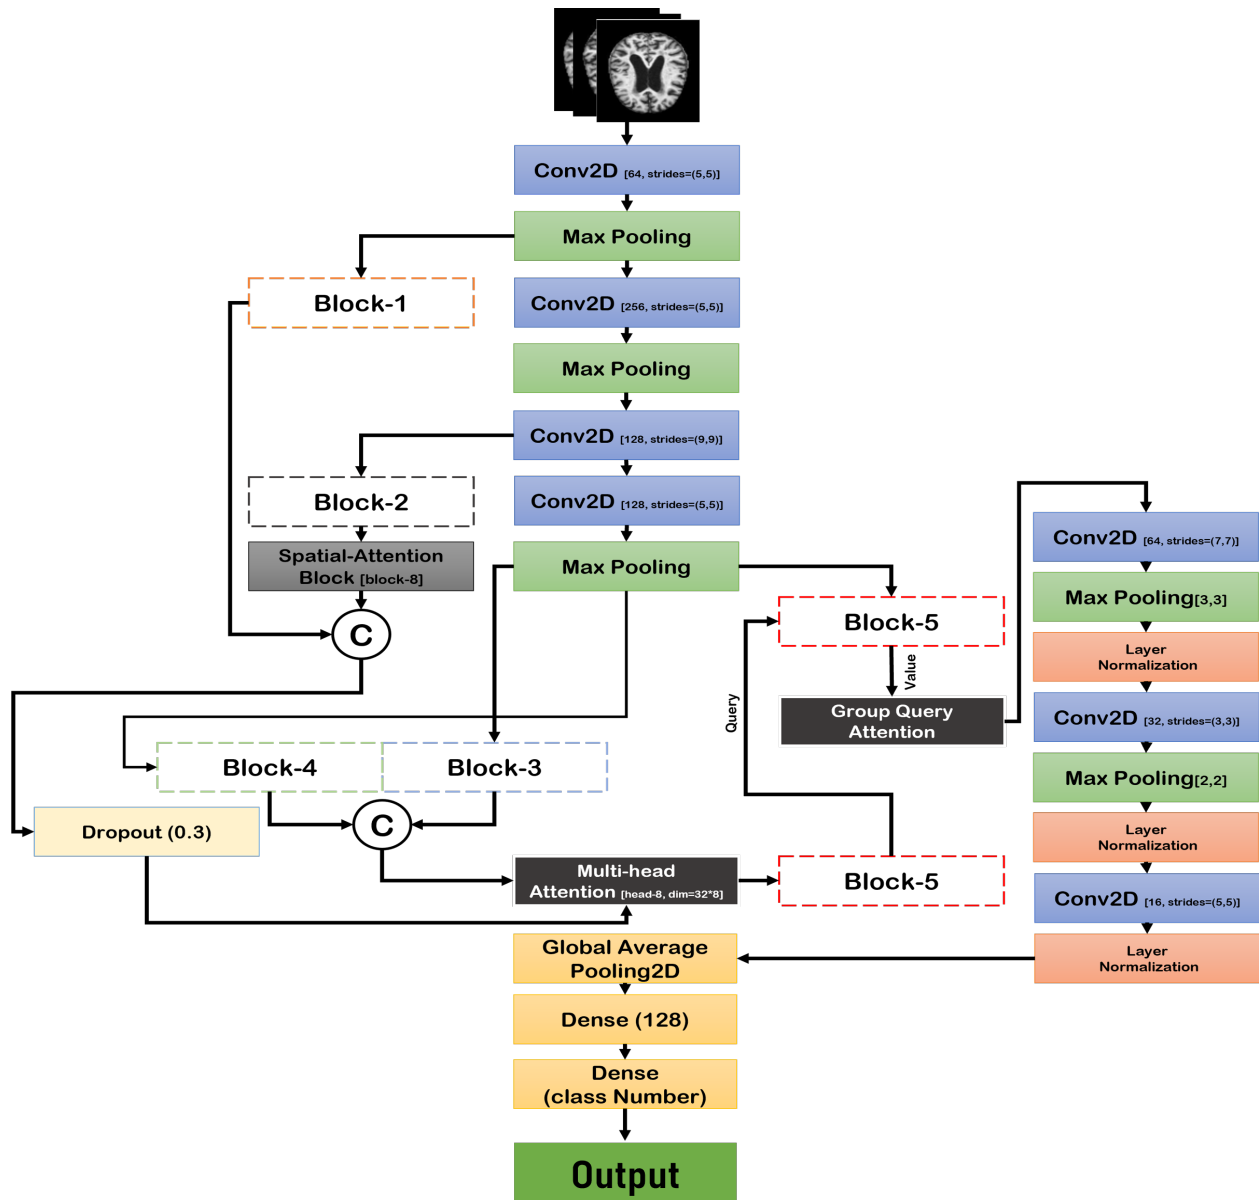 Conv2D [64, strides=(5,5)]
Max Pooling
Block-1
Conv2D [256, strides=(5,5)]
Max Pooling
Conv2D [128, strides=(9,9)]
Block-2
Conv2D [128, strides=(5,5)]
Spatial-Attention
Block [block-8]
Max Pooling
C
Block-5
Value
Query
Group Query
Attention
Block-4
Block-3
C
Dropout (0.3)
Multi-head
Attention [head-8, dim=32*8]
Block-5
Conv2D [64, strides=(7,7)]
Max Pooling[3,3]
Layer
Normalization
Conv2D [32, strides=(3,3)]
Max Pooling[2,2]
Layer
Normalization
Conv2D [16, strides=(5,5)]
Layer
Normalization
Global Average
Pooling2D
Dense (128)
Dense
(class Number)
Output